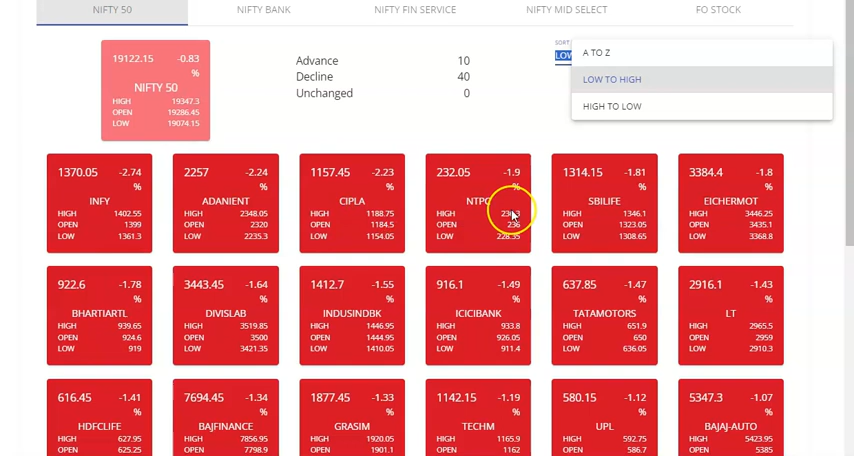 NIFTY 50 NIFTY BANK NIFTY FIN SERVICE NIFTY MID SELECT FO STOCK
19122.15 -0.83
%
NIFTY 50
HIGH 19347.3
OPEN 19286.45
LOW 19074.15
Advance 10
Decline 40
Unchanged 0
SORT
LOW
A TO Z
LOW TO HIGH
HIGH TO LOW
1370.05 -2.74
%
INFY
HIGH 1402.55
OPEN 1399
LOW 1361.3
2257 -2.24
%
ADANIENT
HIGH 2348.05
OPEN 2320
LOW 2235.3
1157.45 -2.23
%
CIPLA
HIGH 1188.75
OPEN 1184.5
LOW 1154.05
232.05 -1.9
%
NTPC
HIGH
OPEN 236
LOW 228.35
1314.15 -1.81
%
SBILIFE
HIGH 1346.1
OPEN 1323.05
LOW 1308.65
3384.4 -1.8
%
EICHERMOT
HIGH 3446.25
OPEN 3435.1
LOW 3368.8
922.6 -1.78
%
BHARTIARTL
HIGH 939.65
OPEN 924.6
LOW 919
3443.45 -1.64
%
DIVISLAB
HIGH 3519.85
OPEN 3500
LOW 3421.35
1412.7 -1.55
%
INDUSINDBK
HIGH 1446.95
OPEN 1444.95
LOW 1410.05
916.1 -1.49
%
ICICIBANK
HIGH 933.8
OPEN 926.05
LOW 911.4
637.85 -1.47
%
TATAMOTORS
HIGH 651.9
OPEN 650
LOW 636.05
2916.1 -1.43
%
LT
HIGH 2965.5
OPEN 2959
LOW 2910.3
616.45 -1.41
%
HDFCLIFE
HIGH 627.95
OPEN 625.25
7694.45 -1.34
%
BAJFINANCE
HIGH 7856.95
OPEN 7798.9
1877.45 -1.33
%
GRASIM
HIGH 1920.05
OPEN 1901.1
1142.15 -1.19
%
TECHM
HIGH 1165.9
OPEN 1162
580.15 -1.12
%
UPL
HIGH 592.75
OPEN 586.7
5347.3 -1.07
%
BAJAJ-AUTO
HIGH 5423.95
OPEN 5385